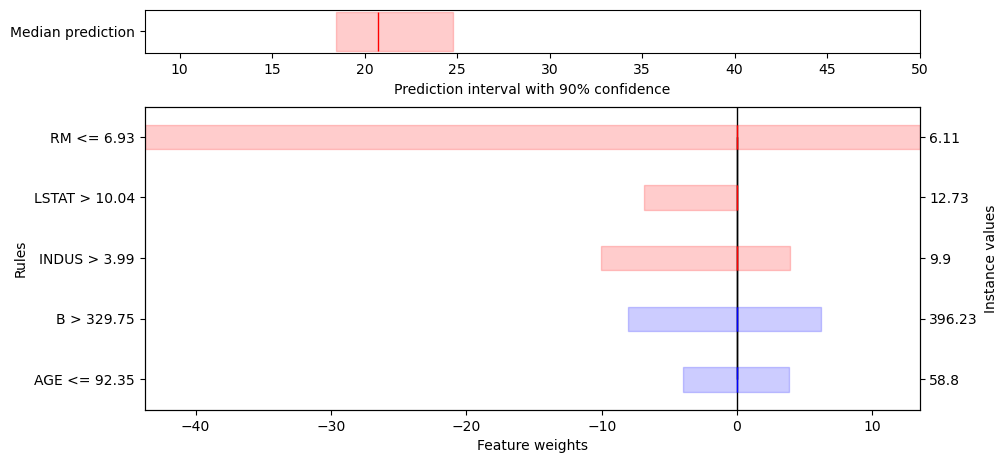 Median prediction
10 15 20 25 30 35 40 45 50
Prediction interval with 90% confidence
RM <= 6.93 6.11
LSTAT > 10.04 12.73
INDUS > 3.99 9.9
B > 329.75 396.23
AGE <= 92.35 58.8
Rules
Instance values
−40 −30 −20 −10 0 10
Feature weights